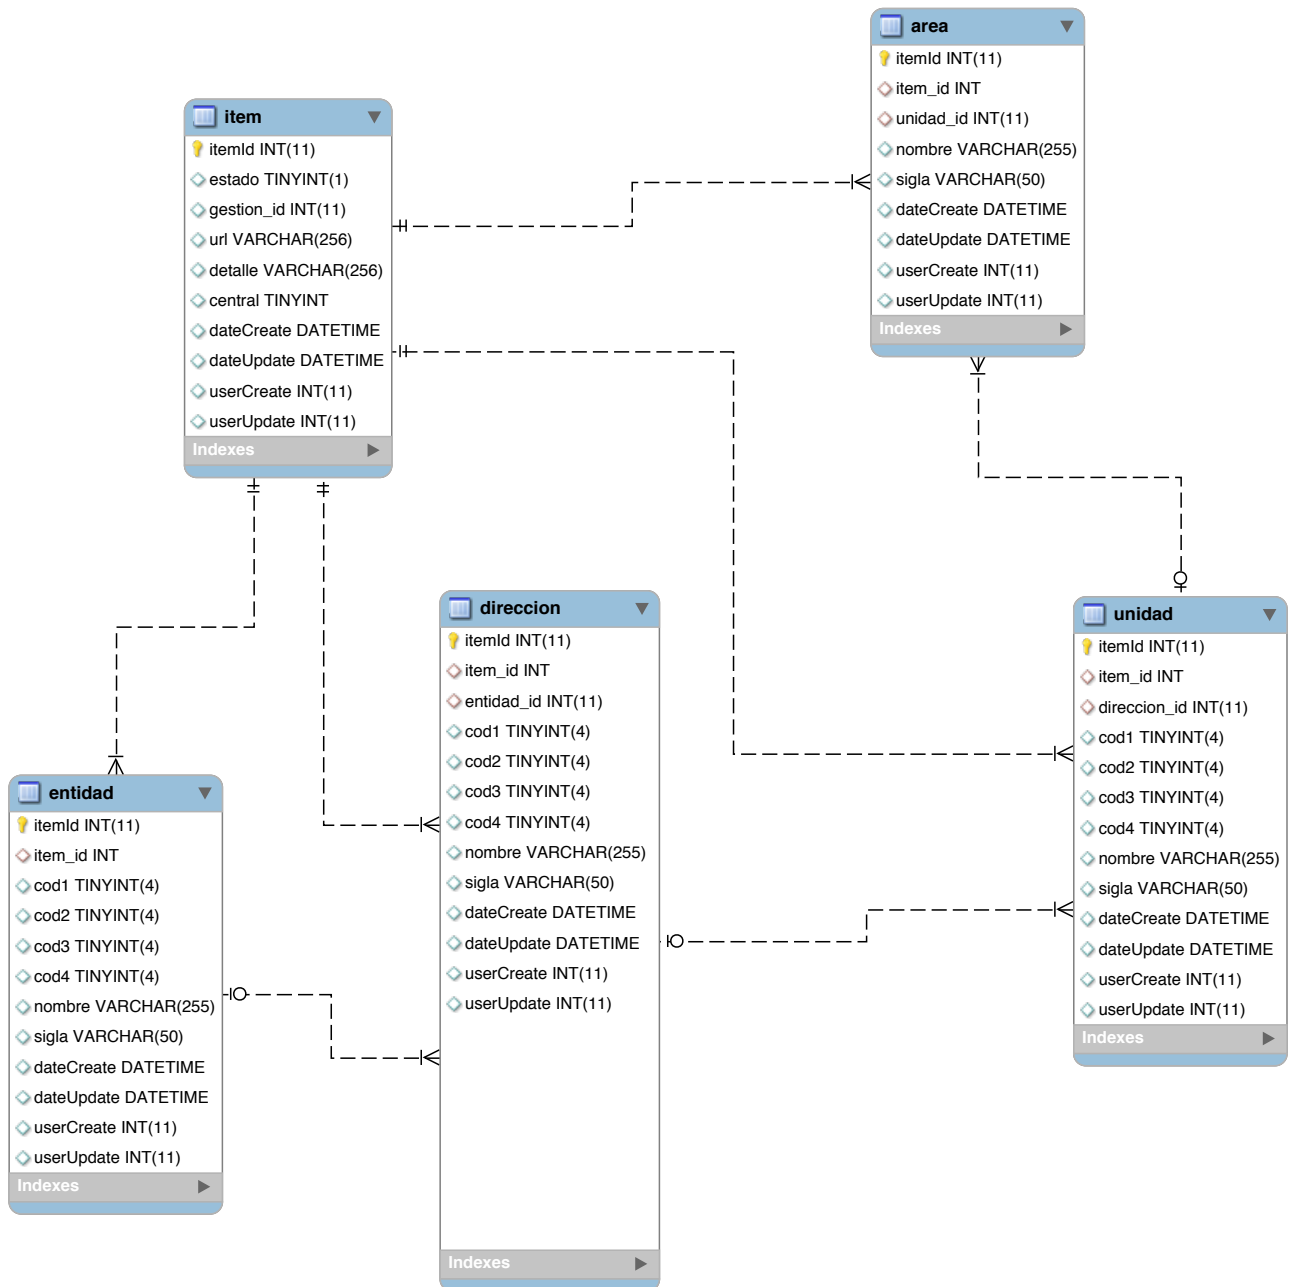 area
itemId INT(11)
item_id INT
unidad_id INT(11)
nombre VARCHAR(255)
sigla VARCHAR(50)
dateCreate DATETIME
dateUpdate DATETIME
userCreate INT(11)
userUpdate INT(11)
Indexes
item
itemId INT(11)
estado TINYINT(1)
gestion_id INT(11)
url VARCHAR(256)
detalle VARCHAR(256)
central TINYINT
dateCreate DATETIME
dateUpdate DATETIME
userCreate INT(11)
userUpdate INT(11)
Indexes
direccion
itemId INT(11)
item_id INT
entidad_id INT(11)
cod1 TINYINT(4)
cod2 TINYINT(4)
cod3 TINYINT(4)
cod4 TINYINT(4)
nombre VARCHAR(255)
sigla VARCHAR(50)
dateCreate DATETIME
dateUpdate DATETIME
userCreate INT(11)
userUpdate INT(11)
Indexes
unidad
itemId INT(11)
item_id INT
direccion_id INT(11)
cod1 TINYINT(4)
cod2 TINYINT(4)
cod3 TINYINT(4)
cod4 TINYINT(4)
nombre VARCHAR(255)
sigla VARCHAR(50)
dateCreate DATETIME
dateUpdate DATETIME
userCreate INT(11)
userUpdate INT(11)
Indexes
entidad
itemId INT(11)
item_id INT
cod1 TINYINT(4)
cod2 TINYINT(4)
cod3 TINYINT(4)
cod4 TINYINT(4)
nombre VARCHAR(255)
sigla VARCHAR(50)
dateCreate DATETIME
dateUpdate DATETIME
userCreate INT(11)
userUpdate INT(11)
Indexes